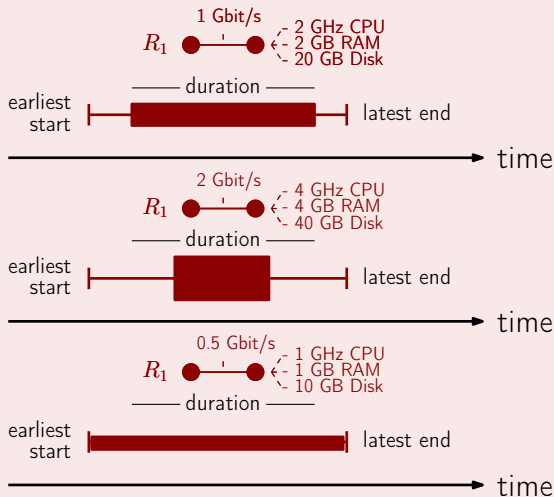 1 Gbit/s
R1
- 2 GHz CPU
- 2 GB RAM
- 20 GB Disk
duration
earliest
start
latest end
time
2 Gbit/s
R1
- 4 GHz CPU
- 4 GB RAM
- 40 GB Disk
duration
earliest
start
latest end
time
0.5 Gbit/s
R1
- 1 GHz CPU
- 1 GB RAM
- 10 GB Disk
duration
earliest
start
latest end
time